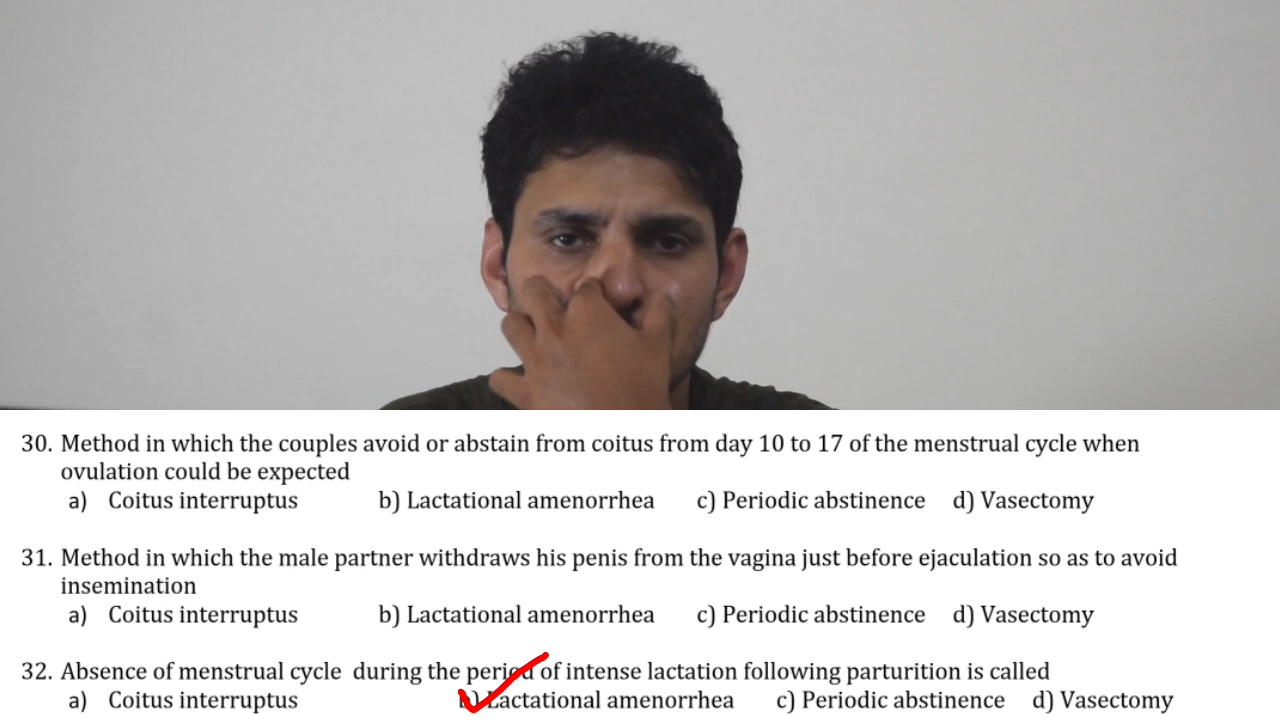 30. Method in which the couples avoid or abstain from coitus from day 10 to 17 of the menstrual cycle when
ovulation could be expected
a) Coitus interruptus b) Lactational amenorrhea c) Periodic abstinence d) Vasectomy
31. Method in which the male partner withdraws his penis from the vagina just before ejaculation so as to avoid
insemination
a) Coitus interruptus b) Lactational amenorrhea c) Periodic abstinence d) Vasectomy
32. Absence of menstrual cycle during the period of intense lactation following parturition is called
a) Coitus interruptus b) Lactational amenorrhea c) Periodic abstinence d) Vasectomy